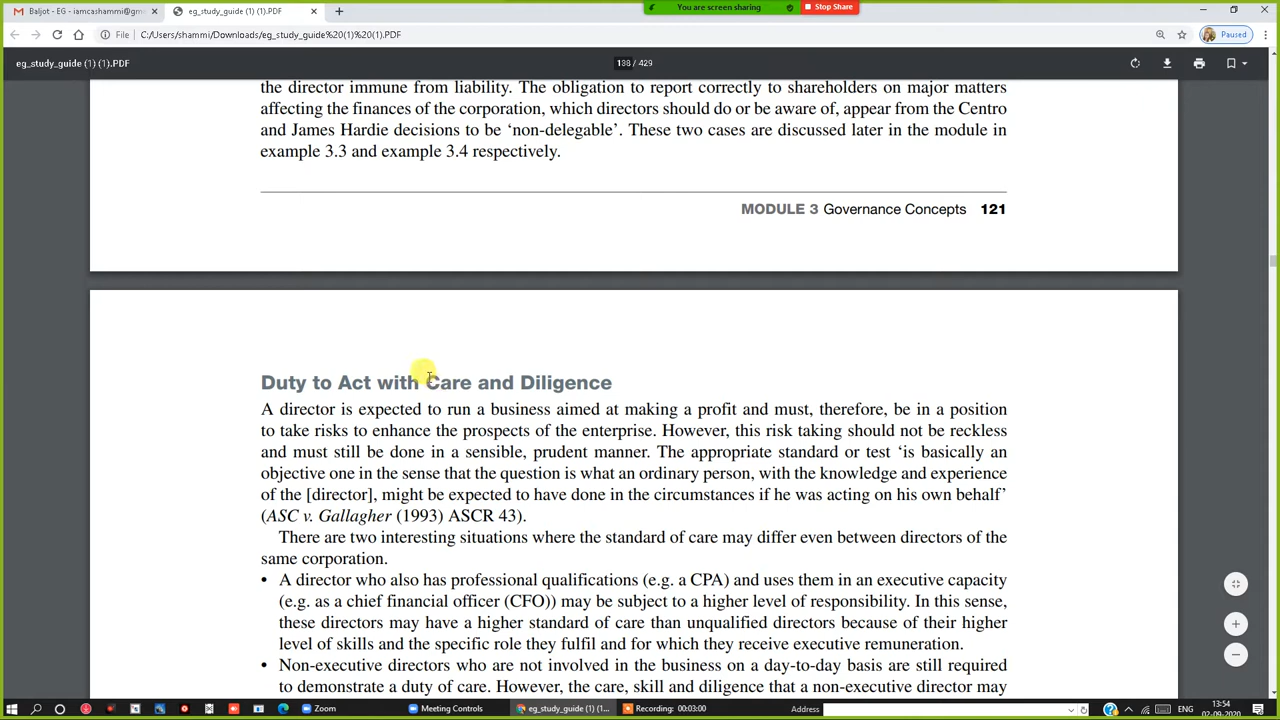 Baljot - EG - iamcashammi@gm
eg_study_guide (1) (1).PDF
You are screen sharing
Stop Share
File
C:/Users/shammi/Downloads/eg_study_guide%20(1)%20(1).PDF
Paused
eg_study_guide (1) (1).PDF
138 / 429
the director immune from liability. The obligation to report correctly to shareholders on major matters
affecting the finances of the corporation, which directors should do or be aware of, appear from the Centro
and James Hardie decisions to be ‘non-delegable’. These two cases are discussed later in the module in
example 3.3 and example 3.4 respectively.
MODULE 3 Governance Concepts 121
Duty to Act with Care and Diligence
A director is expected to run a business aimed at making a profit and must, therefore, be in a position
to take risks to enhance the prospects of the enterprise. However, this risk taking should not be reckless
and must still be done in a sensible, prudent manner. The appropriate standard or test ‘is basically an
objective one in the sense that the question is what an ordinary person, with the knowledge and experience
of the [director], might be expected to have done in the circumstances if he was acting on his own behalf’
(ASC v. Gallagher (1993) ASCR 43).
There are two interesting situations where the standard of care may differ even between directors of the
same corporation.
• A director who also has professional qualifications (e.g. a CPA) and uses them in an executive capacity
(e.g. as a chief financial officer (CFO)) may be subject to a higher level of responsibility. In this sense,
these directors may have a higher standard of care than unqualified directors because of their higher
level of skills and the specific role they fulfil and for which they receive executive remuneration.
• Non-executive directors who are not involved in the business on a day-to-day basis are still required
to demonstrate a duty of care. However, the care, skill and diligence that a non-executive director may
Zoom
Meeting Controls
eg_study_guide (1) (1...
Recording: 00:03:00
Address
ENG
13:54
02-09-2020